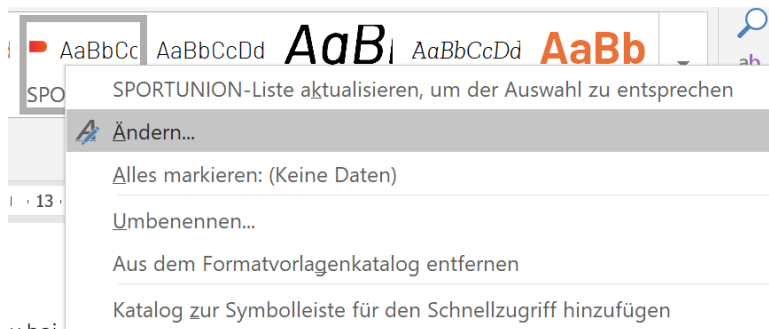 AaBbCc AaBbCcDd AaB AaBbCcDd AaBb
SPO
ab
SPORTUNION-Liste aktualisieren, um der Auswahl zu entsprechen
Ändern...
Alles markieren: (Keine Daten)
13
Umbenennen...
Aus dem Formatvorlagenkatalog entfernen
Katalog zur Symbolleiste für den Schnellzugriff hinzufügen